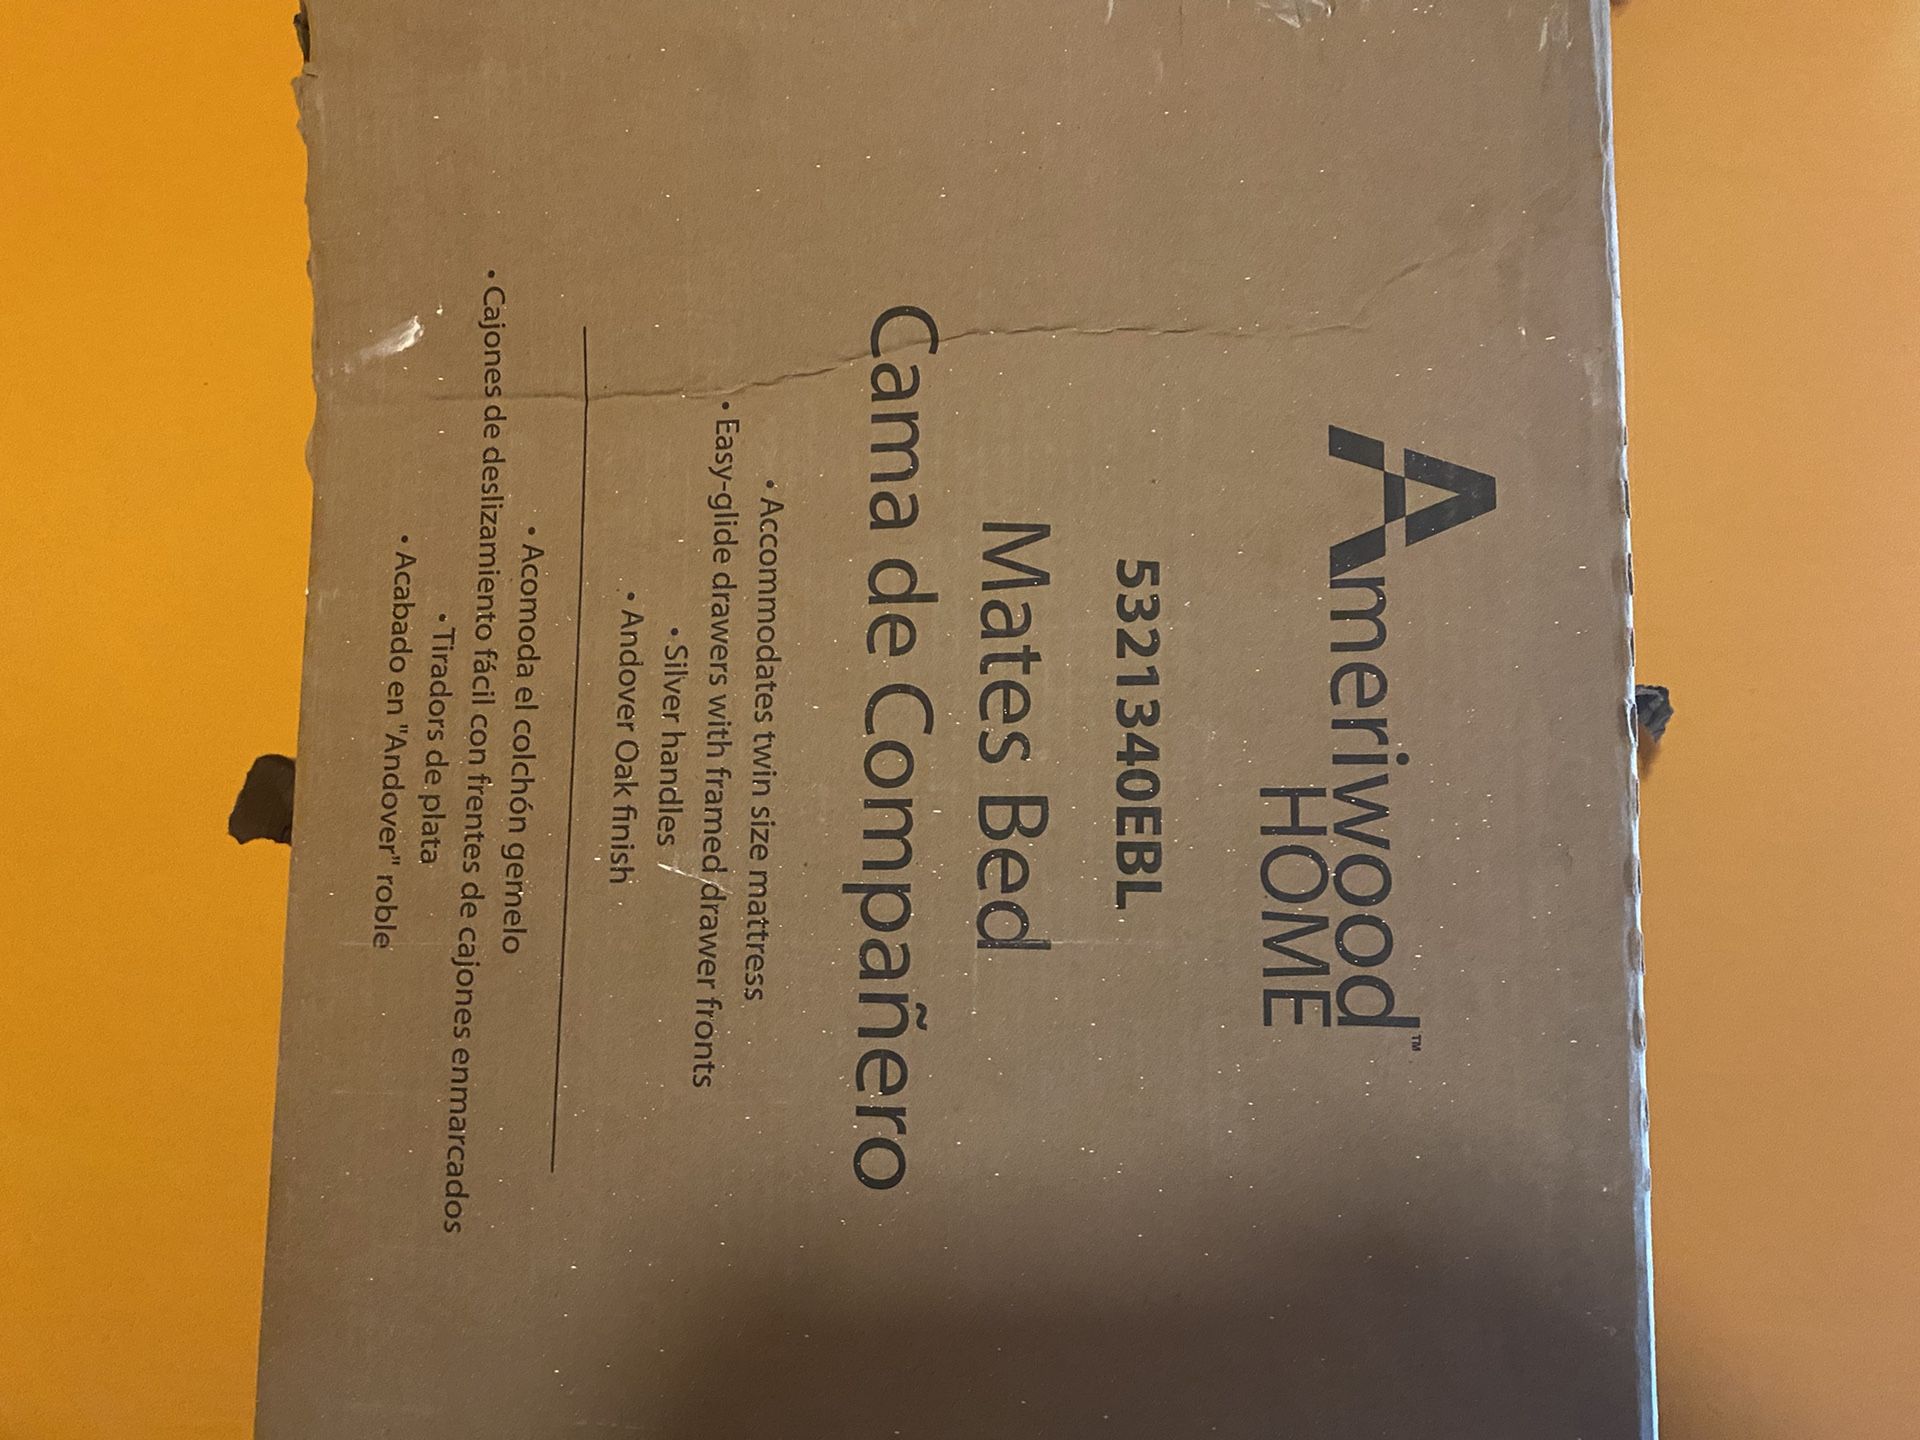 Ameriwood™
HOME
5321340EBL
Mates Bed
Cama de Compañero
• Accommodates twin size mattress
• Easy-glide drawers with framed drawer fronts
• Silver handles
• Andover Oak finish
• Acomoda el colchón gemelo
• Cajones de deslizamiento fácil con frentes de cajones enmarcados
• Tiradors de plata
• Acabado en "Andover" roble